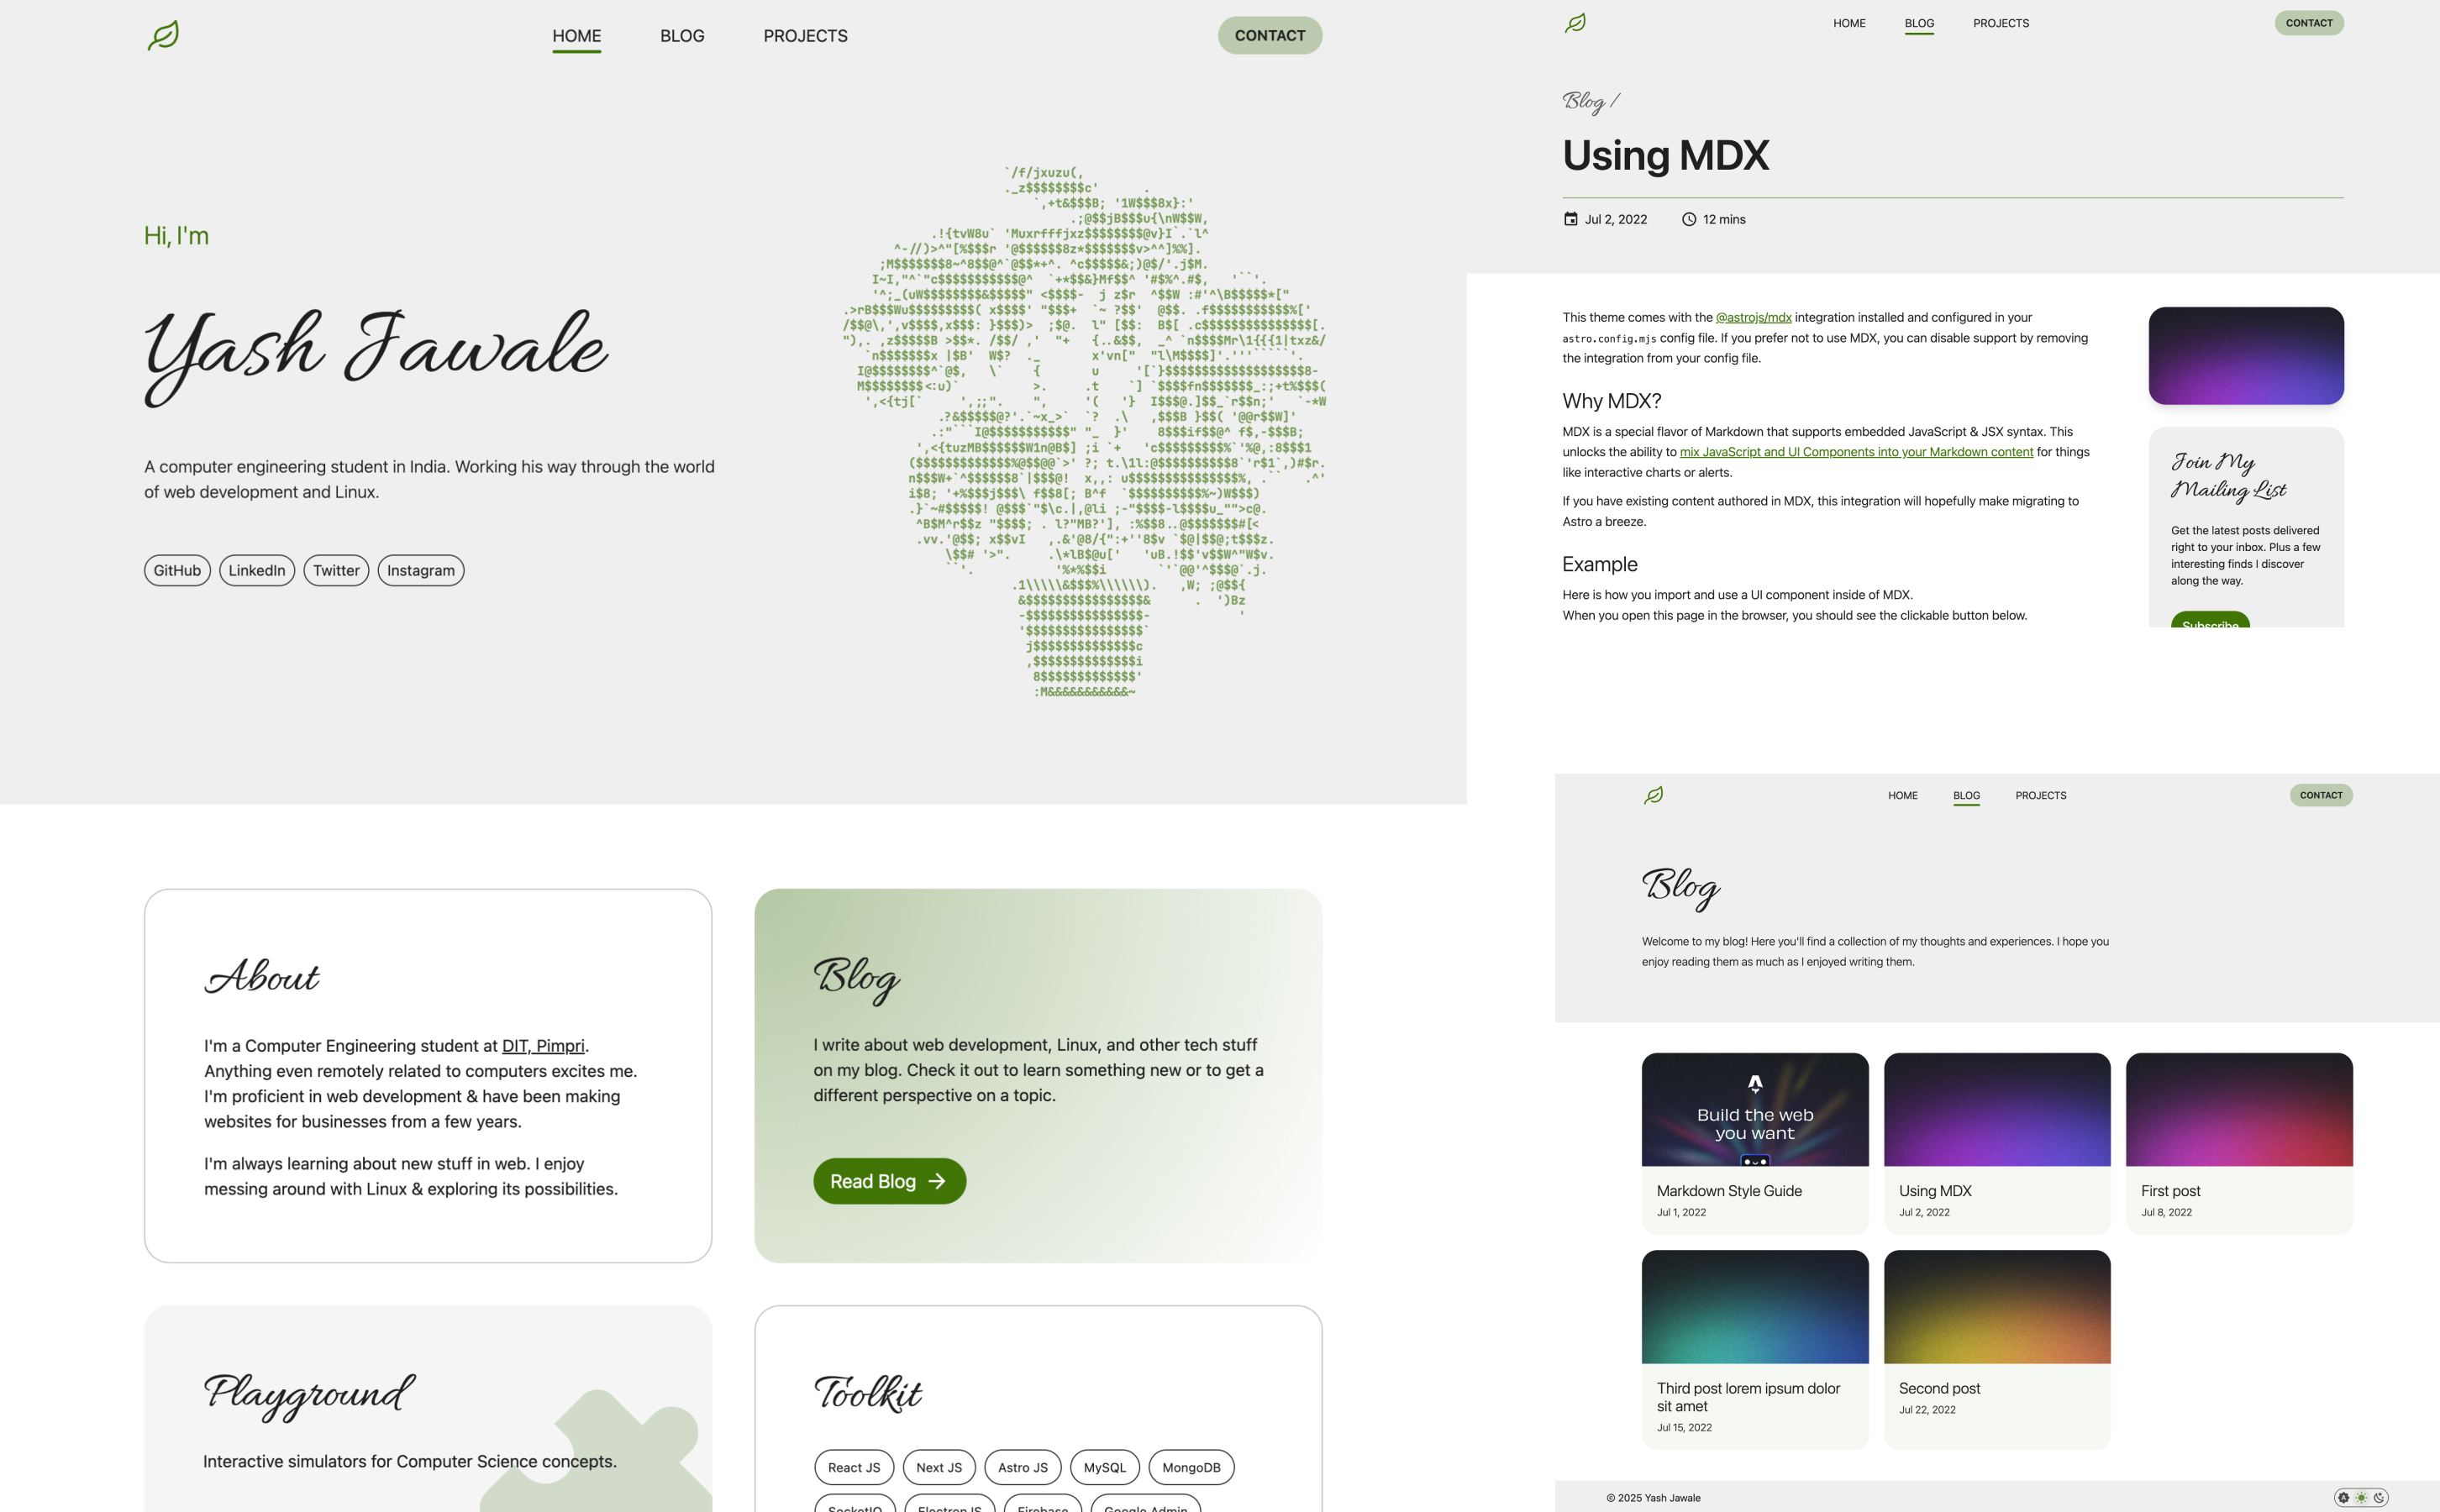 HOME BLOG PROJECTS CONTACT
Hi, I'm
Yash Jawale
A computer engineering student in India. Working his way through the world
of web development and Linux.
GitHub LinkedIn Twitter Instagram
About
I'm a Computer Engineering student at DIT, Pimpri.
Anything even remotely related to computers excites me.
I'm proficient in web development & have been making
websites for businesses from a few years.
I'm always learning about new stuff in web. I enjoy
messing around with Linux & exploring its possibilities.
Blog
I write about web development, Linux, and other tech stuff
on my blog. Check it out to learn something new or to get a
different perspective on a topic.
Read Blog
Playground
Interactive simulators for Computer Science concepts.
Toolkit
React JS Next JS Astro JS MySQL MongoDB
SocketIO Electron JS Firebase Google Admin
HOME BLOG PROJECTS CONTACT
Blog /
Using MDX
Jul 2, 2022 12 mins
This theme comes with the @astrojs/mdx integration installed and configured in your
astro.config.mjs config file. If you prefer not to use MDX, you can disable support by removing
the integration from your config file.
Why MDX?
MDX is a special flavor of Markdown that supports embedded JavaScript & JSX syntax. This
unlocks the ability to mix JavaScript and UI Components into your Markdown content for things
like interactive charts or alerts.
If you have existing content authored in MDX, this integration will hopefully make migrating to
Astro a breeze.
Example
Here is how you import and use a UI component inside of MDX.
When you open this page in the browser, you should see the clickable button below.
Join My
Mailing List
Get the latest posts delivered
right to your inbox. Plus a few
interesting finds I discover
along the way.
Subscribe
HOME BLOG PROJECTS CONTACT
Blog
Welcome to my blog! Here you'll find a collection of my thoughts and experiences. I hope you
enjoy reading them as much as I enjoyed writing them.
Build the web
you want
Markdown Style Guide
Jul 1, 2022
Using MDX
Jul 2, 2022
First post
Jul 8, 2022
Third post lorem ipsum dolor
sit amet
Jul 15, 2022
Second post
Jul 22, 2022
© 2025 Yash Jawale